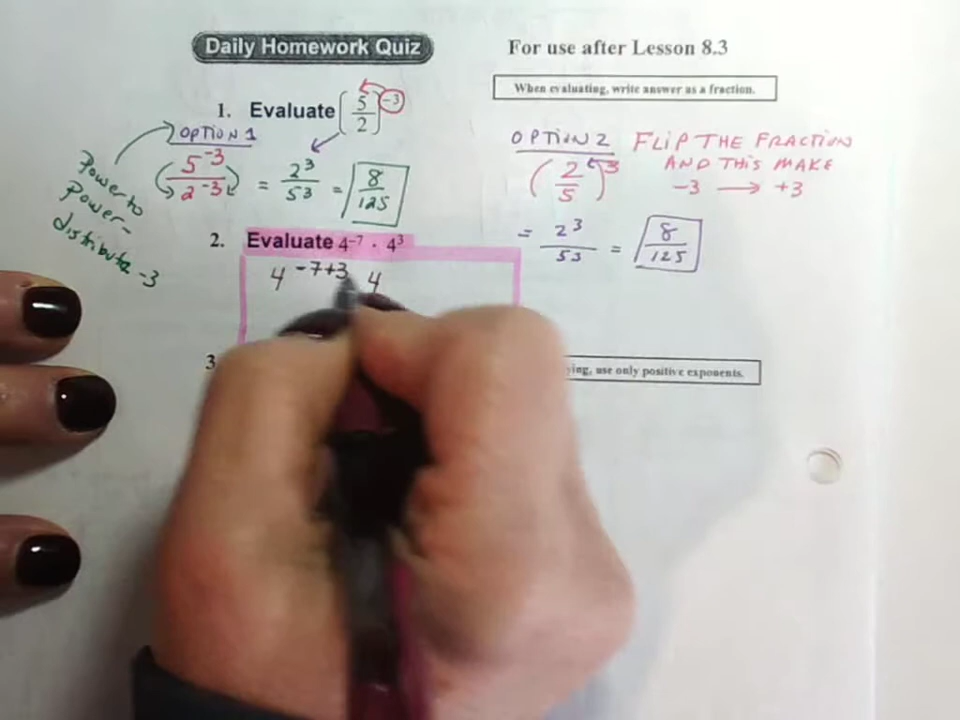 Daily Homework Quiz
For use after Lesson 8.3
When evaluating, write answer as a fraction.
1. Evaluate (5/2)^-3
OPTION 1
5^-3 / 2^-3 = 2^3 / 5^3 = 8/125
Power to
Power -
distribute -3
OPTION 2 FLIP THE FRACTION
AND THIS MAKE
-3 → +3
(2/5)^3
= 2^3 / 5^3 = 8/125
2. Evaluate 4^-7 · 4^3
4^-7+3 4
3
ing, use only positive exponents.